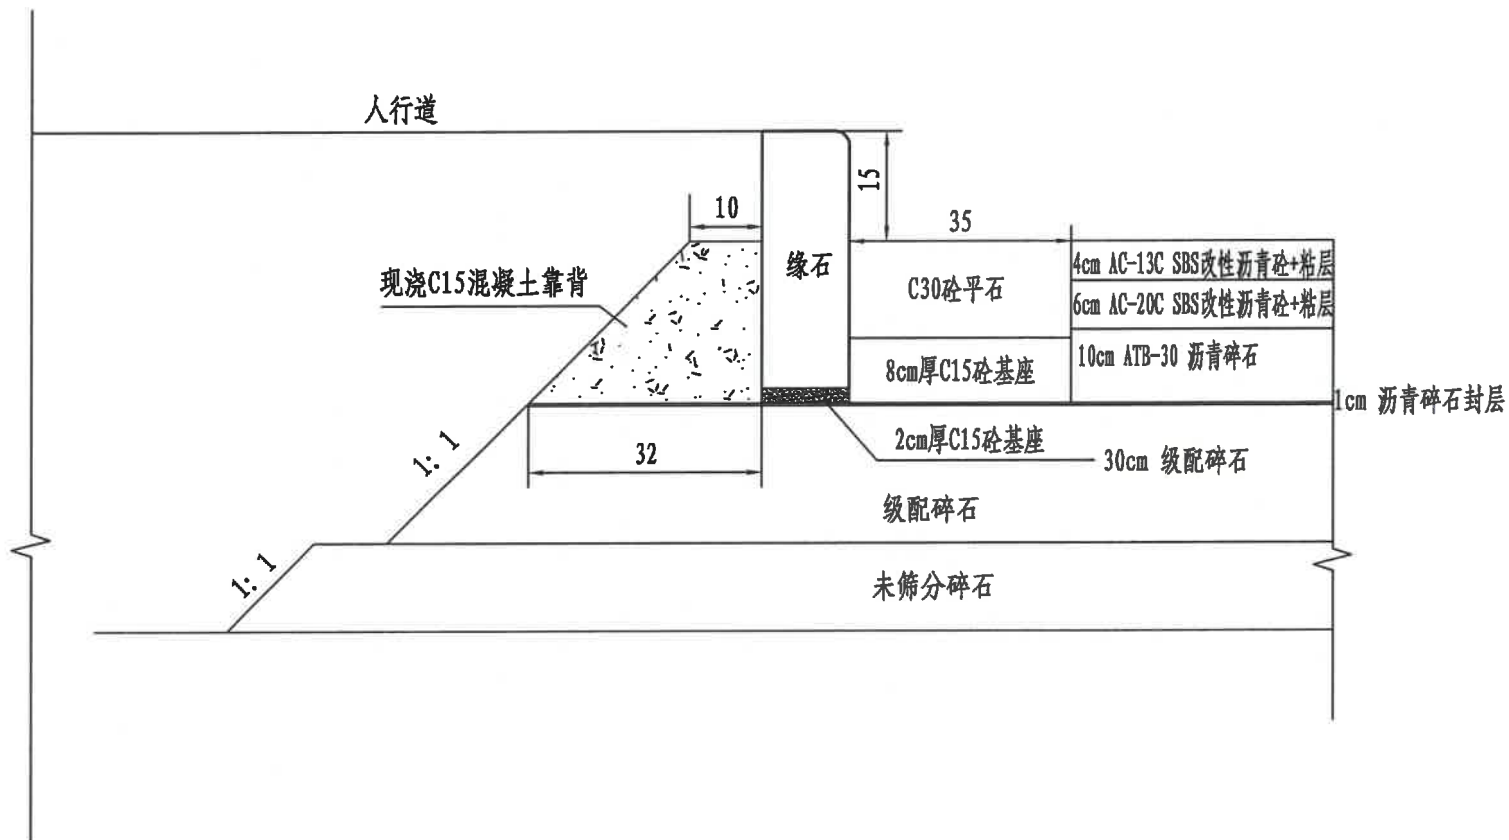 人行道
15
10
35
缘石
4cm AC-13C SBS改性沥青砼+粘层
现浇C15混凝土靠背
C30砼平石
6cm AC-20C SBS改性沥青砼+粘层
10cm ATB-30 沥青碎石
8cm厚C15砼基座
1cm 沥青碎石封层
2cm厚C15砼基座
1: 1
32
30cm 级配碎石
级配碎石
1: 1
未筛分碎石